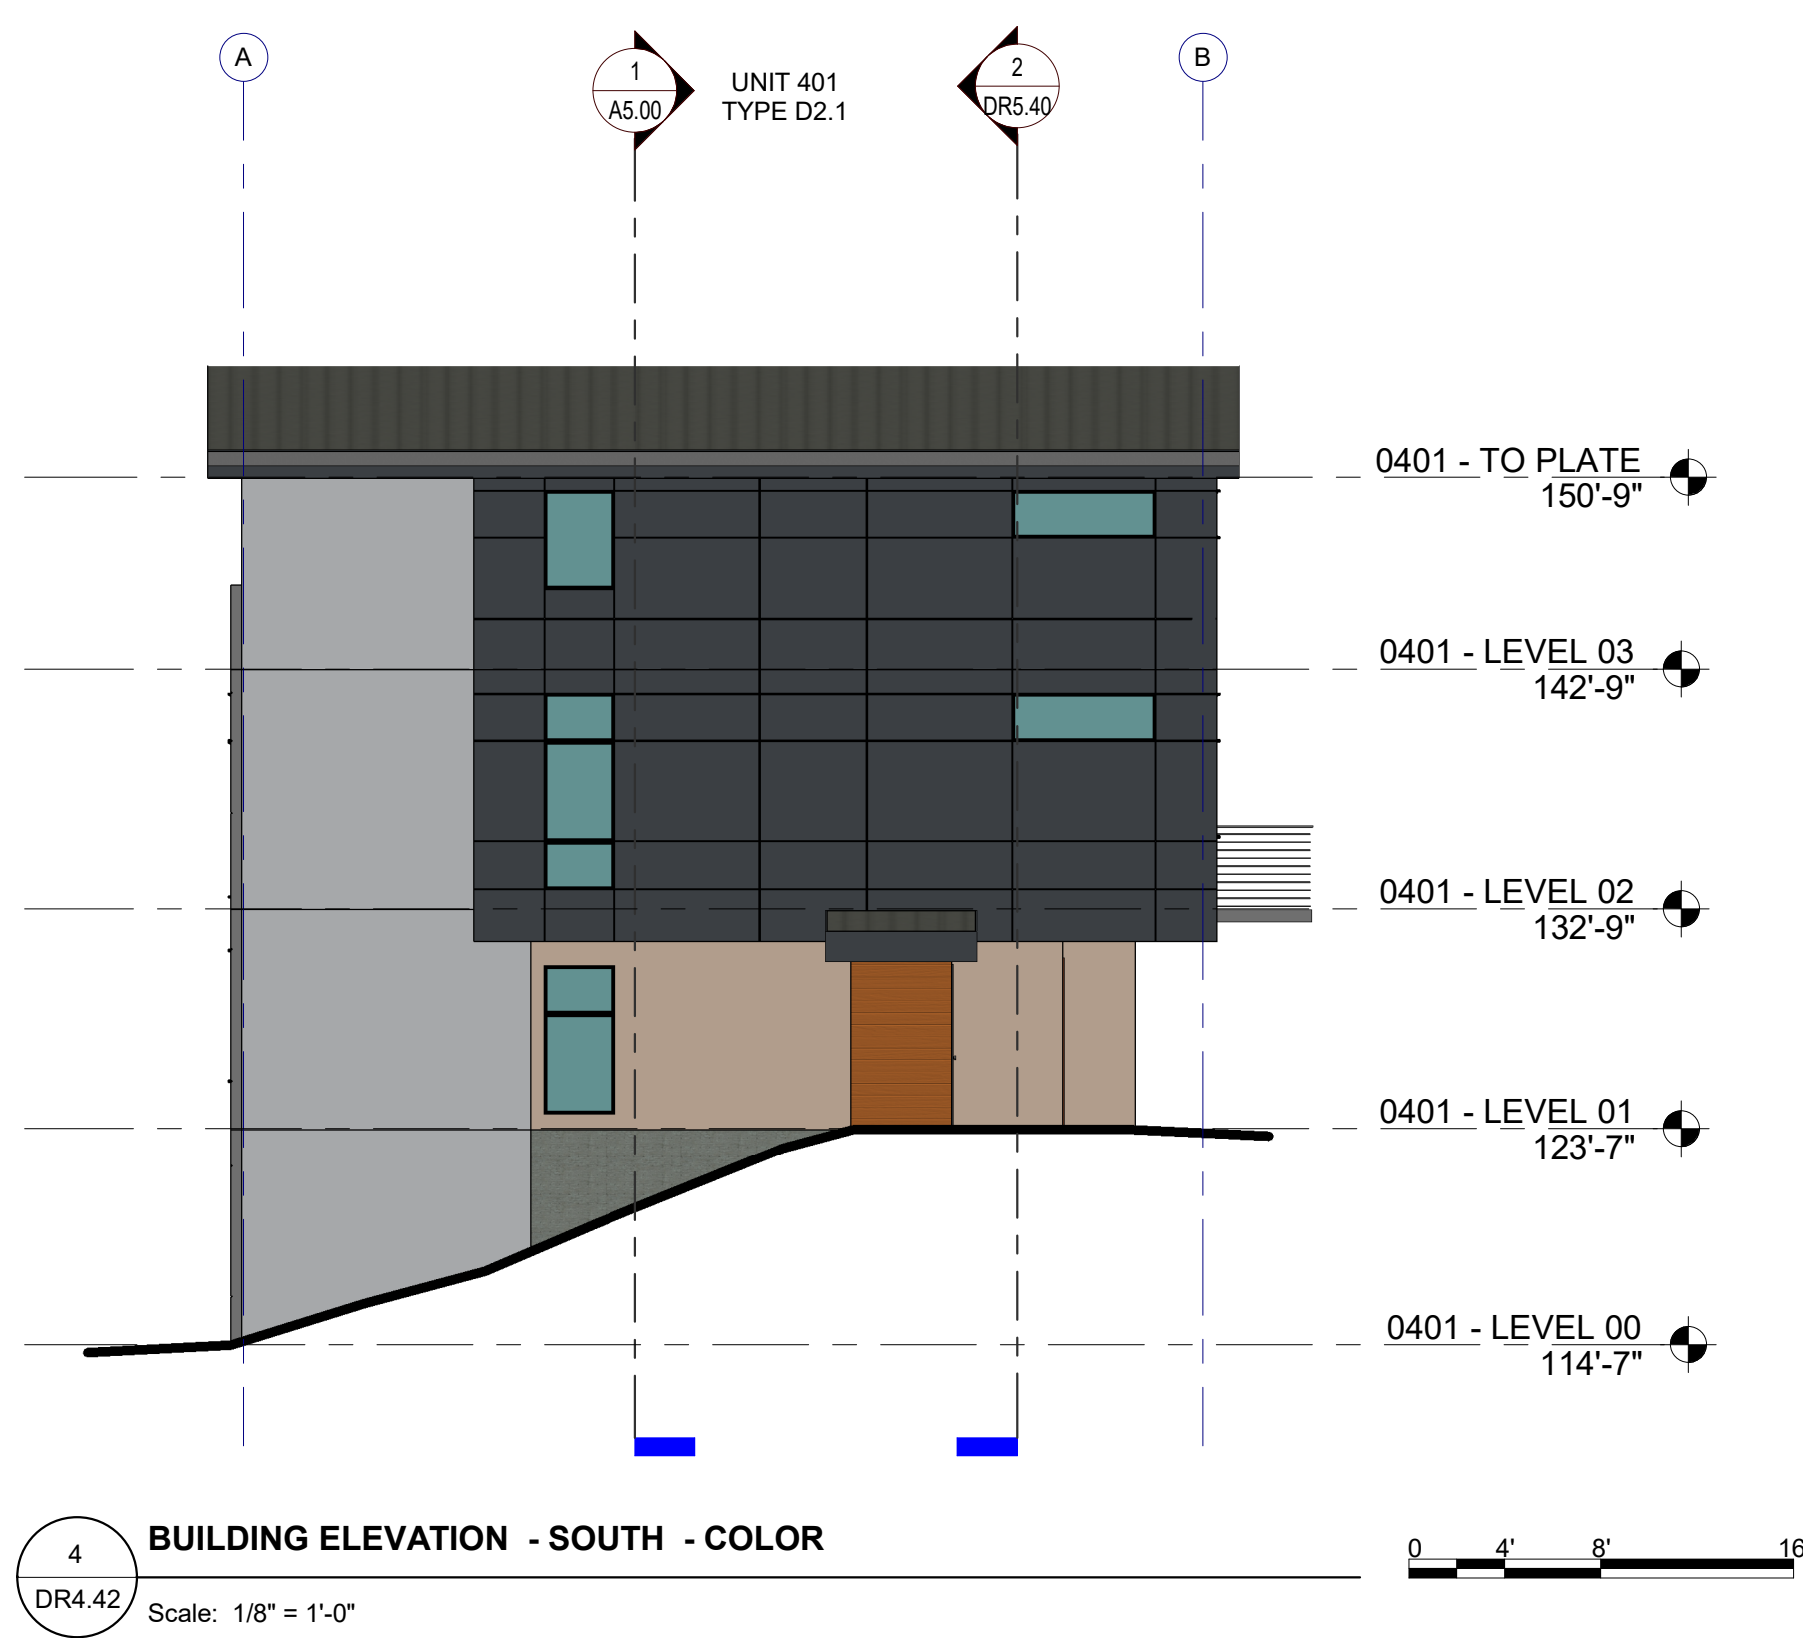 A
1
A5.00
UNIT 401
TYPE D2.1
2
DR5.40
B
0401 - TO PLATE
150'-9"
0401 - LEVEL 03
142'-9"
0401 - LEVEL 02
132'-9"
0401 - LEVEL 01
123'-7"
0401 - LEVEL 00
114'-7"
4
DR4.42
BUILDING ELEVATION - SOUTH - COLOR
Scale: 1/8" = 1'-0"
0 4' 8' 16